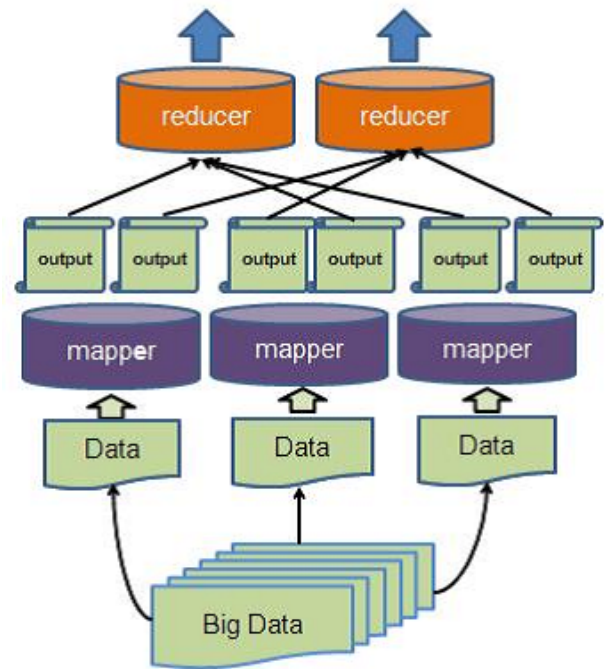 reducer
reducer
output
output
output
output
output
output
mapper
mapper
mapper
Data
Data
Data
Big Data